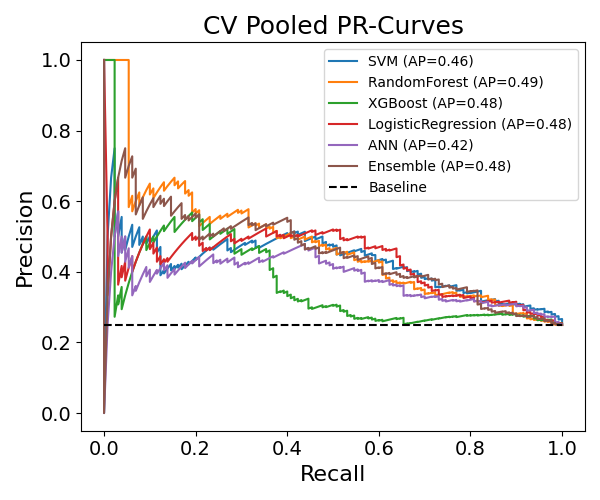 CV Pooled PR-Curves
SVM (AP=0.46)
RandomForest (AP=0.49)
XGBoost (AP=0.48)
LogisticRegression (AP=0.48)
ANN (AP=0.42)
Ensemble (AP=0.48)
Baseline
Precision
1.0
0.8
0.6
0.4
0.2
0.0
0.0 0.2 0.4 0.6 0.8 1.0
Recall